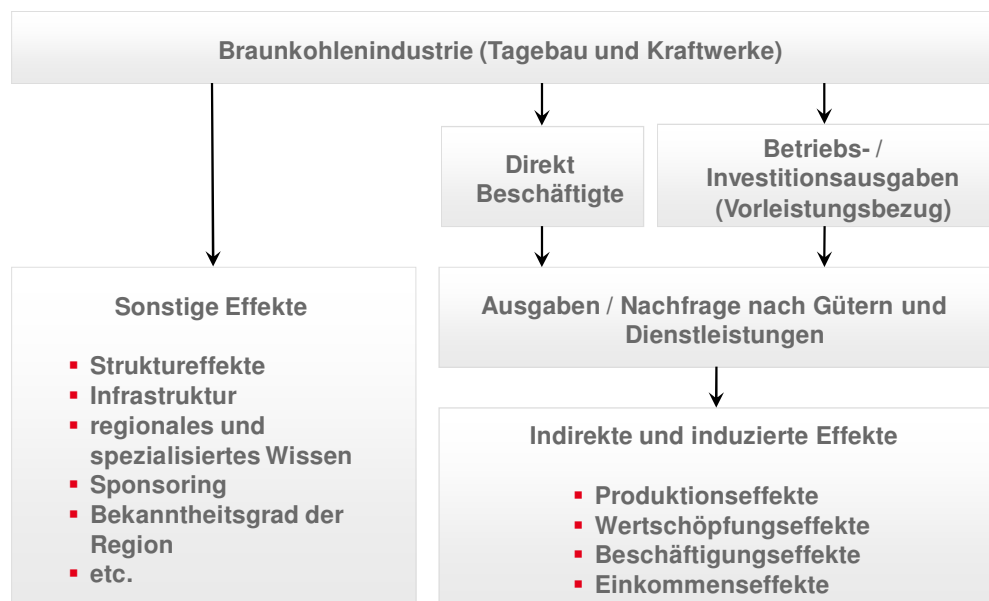 Braunkohlenindustrie (Tagebau und Kraftwerke)
Direkt
Beschäftigte
Betriebs- /
Investitionsausgaben
(Vorleistungsbezug)
Sonstige Effekte
▪ Struktureffekte
▪ Infrastruktur
▪ regionales und
spezialisiertes Wissen
▪ Sponsoring
▪ Bekanntheitsgrad der
Region
▪ etc.
Ausgaben / Nachfrage nach Gütern und
Dienstleistungen
Indirekte und induzierte Effekte
▪ Produktionseffekte
▪ Wertschöpfungseffekte
▪ Beschäftigungseffekte
▪ Einkommenseffekte